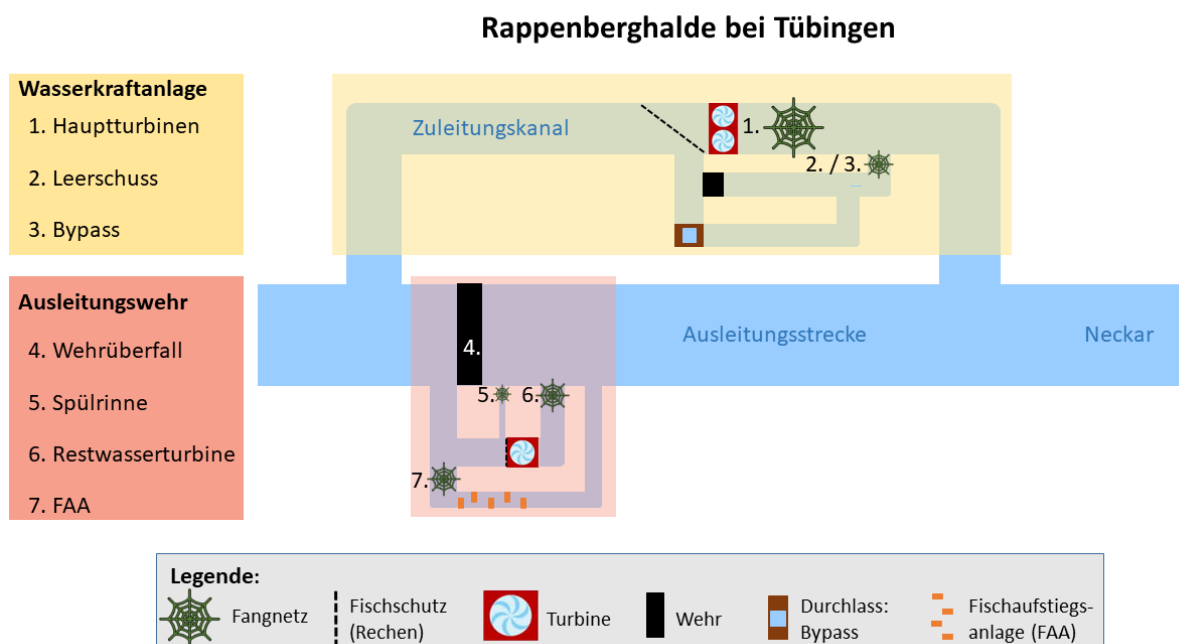 Rappenberghalde bei Tübingen
Wasserkraftanlage
1. Hauptturbinen
2. Leerschuss
3. Bypass
Zuleitungskanal
1.
2. / 3.
Ausleitungswehr
4. Wehrüberfall
5. Spülrinne
6. Restwasserturbine
7. FAA
Ausleitungsstrecke
Neckar
4.
5.
6.
7.
Legende:
Fangnetz
Fischschutz
(Rechen)
Turbine
Wehr
Durchlass:
Bypass
Fischaufstiegs-
anlage (FAA)